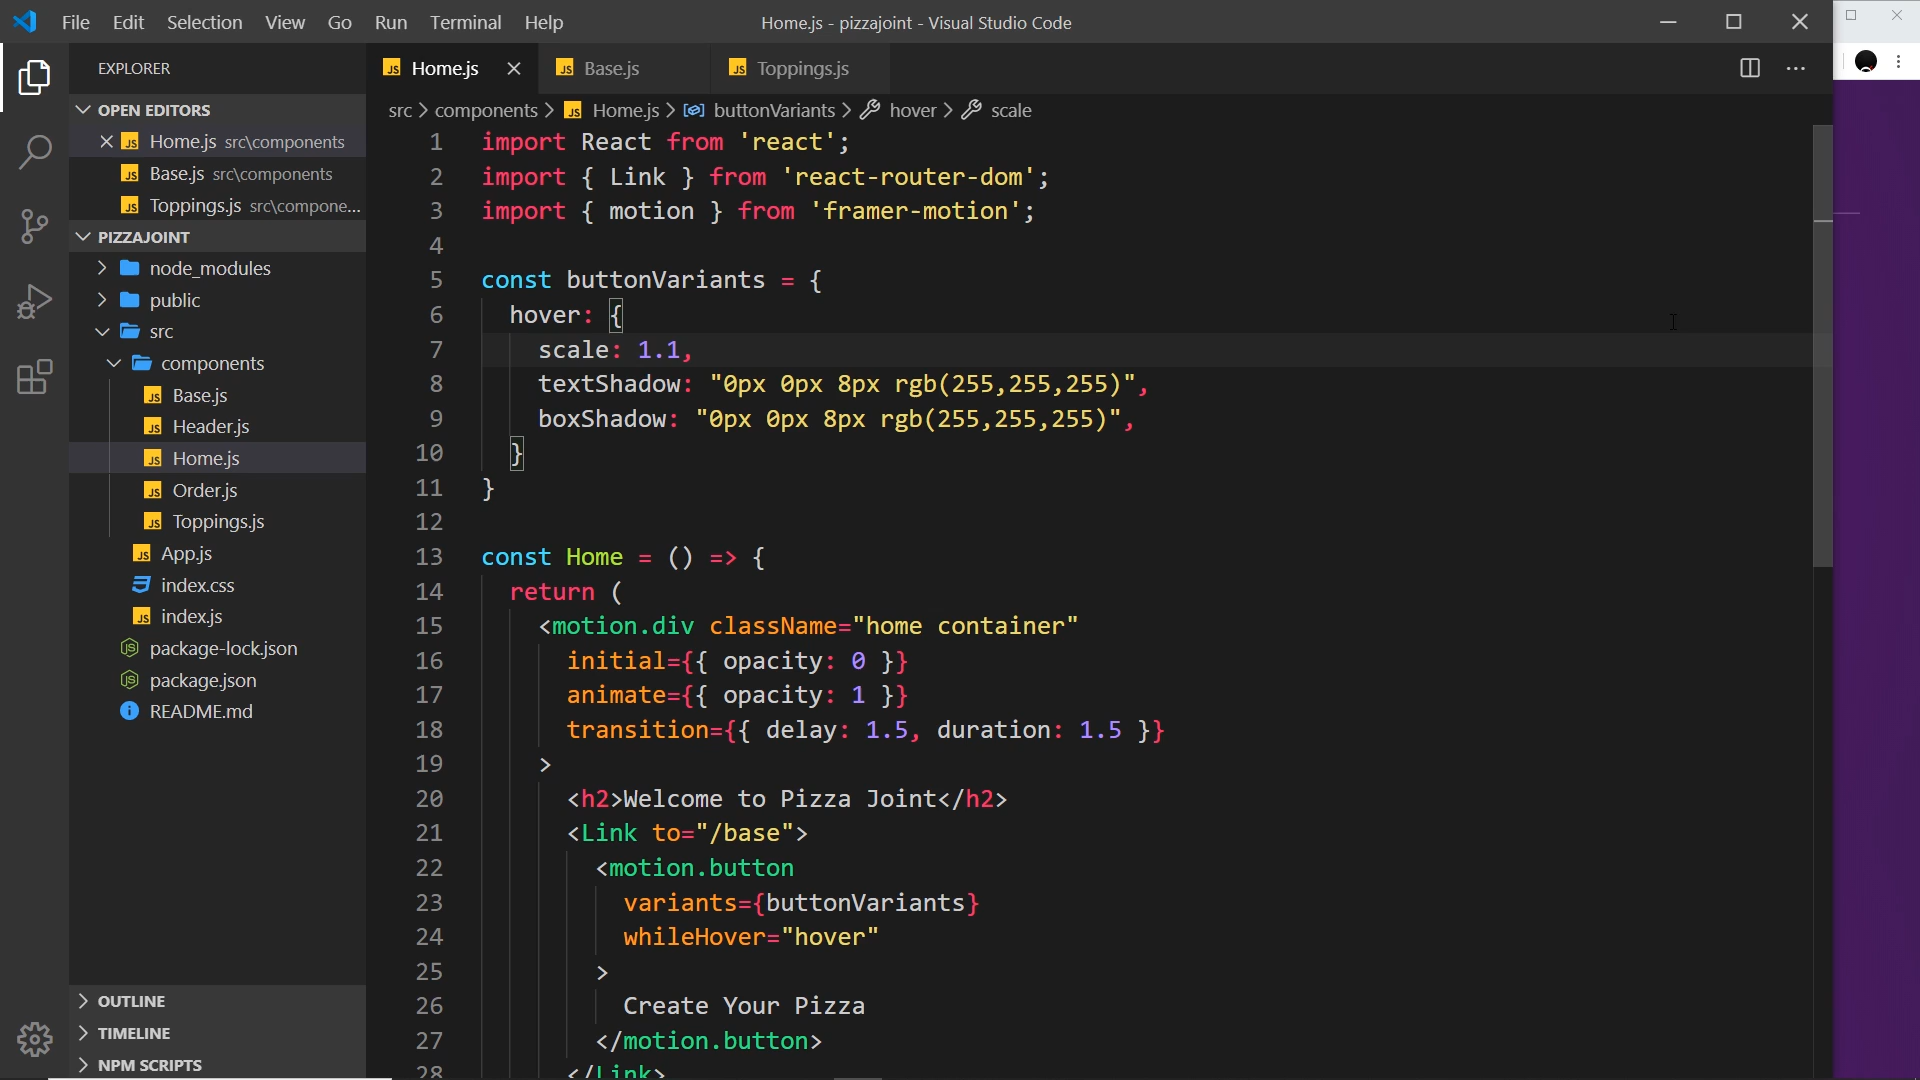 File Edit Selection View Go Run Terminal Help
Home.js - pizzajoint - Visual Studio Code
EXPLORER
OPEN EDITORS
Home.js src\components
Base.js src\components
Toppings.js src\compone...
PIZZAJOINT
node_modules
public
src
components
Base.js
Header.js
Home.js
Order.js
Toppings.js
App.js
index.css
index.js
package-lock.json
package.json
README.md
OUTLINE
TIMELINE
NPM SCRIPTS
Home.js Base.js Toppings.js
src > components > Home.js > buttonVariants > hover > scale
1 import React from 'react';
2 import { Link } from 'react-router-dom';
3 import { motion } from 'framer-motion';
4
5 const buttonVariants = {
6 hover: {
7 scale: 1.1,
8 textShadow: "0px 0px 8px rgb(255,255,255)",
9 boxShadow: "0px 0px 8px rgb(255,255,255)",
10 }
11 }
12
13 const Home = () => {
14 return (
15 <motion.div className="home container"
16 initial={{ opacity: 0 }}
17 animate={{ opacity: 1 }}
18 transition={{ delay: 1.5, duration: 1.5 }}
19 >
20 <h2>Welcome to Pizza Joint</h2>
21 <Link to="/base">
22 <motion.button
23 variants={buttonVariants}
24 whileHover="hover"
25 >
26 Create Your Pizza
27 </motion.button>
28 </Link>